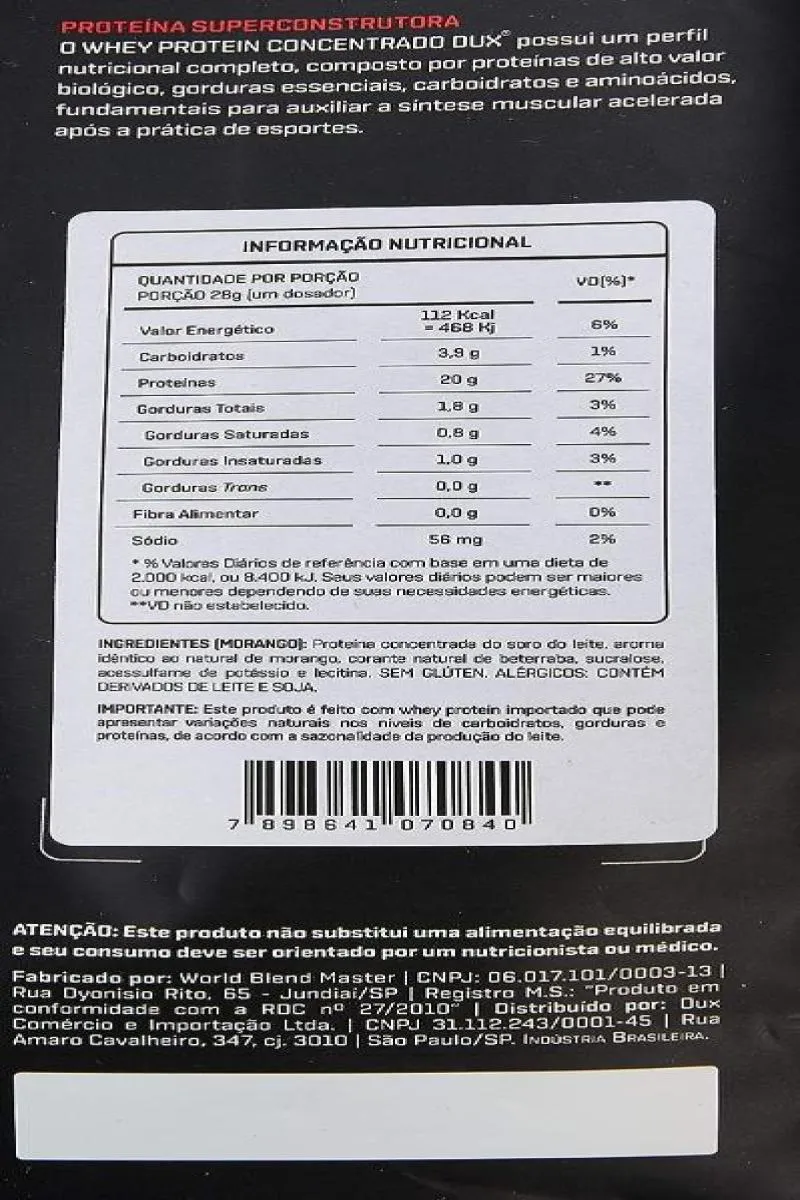 PROTEÍNA SUPERCONSTRUTORA
O WHEY PROTEIN CONCENTRADO DUX® possui um perfil
nutricional completo, composto por proteínas de alto valor
biológico, gorduras essenciais, carboidratos e aminoácidos,
fundamentais para auxiliar a síntese muscular acelerada
após a prática de esportes.
INFORMAÇÃO NUTRICIONAL
QUANTIDADE POR PORÇÃO
PORÇÃO 28g (um dosador) VD(%)*
Valor Energético 112 Kcal = 468 Kj 6%
Carboidratos 3,9 g 1%
Proteínas 20 g 27%
Gorduras Totais 1,8 g 3%
Gorduras Saturadas 0,8 g 4%
Gorduras Insaturadas 1,0 g 3%
Gorduras Trans 0,0 g **
Fibra Alimentar 0,0 g 0%
Sódio 56 mg 2%
* % Valores Diários de referência com base em uma dieta de
2.000 kcal, ou 8.400 kJ. Seus valores diários podem ser maiores
ou menores dependendo de suas necessidades energéticas.
**VD não estabelecido.
INGREDIENTES (MORANGO): Proteína concentrada do soro do leite, aroma
idêntico ao natural de morango, corante natural de beterraba, sucralose,
acessulfame de potássio e lecitina. SEM GLÚTEN. ALÉRGICOS: CONTÉM
DERIVADOS DE LEITE E SOJA.
IMPORTANTE: Este produto é feito com whey protein importado que pode
apresentar variações naturais nos níveis de carboidratos, gorduras e
proteínas, de acordo com a sazonalidade da produção do leite.
7 898641 070840
ATENÇÃO: Este produto não substitui uma alimentação equilibrada
e seu consumo deve ser orientado por um nutricionista ou médico.
Fabricado por: World Blend Master | CNPJ: 06.017.101/0003-13 |
Rua Dyonisio Rito, 65 - Jundiaí/SP | Registro M.S.: "Produto em
conformidade com a RDC nº 27/2010" | Distribuído por: Dux
Comércio e Importação Ltda. | CNPJ 31.112.243/0001-45 | Rua
Amaro Cavalheiro, 347, cj. 3010 | São Paulo/SP. INDÚSTRIA BRASILEIRA.